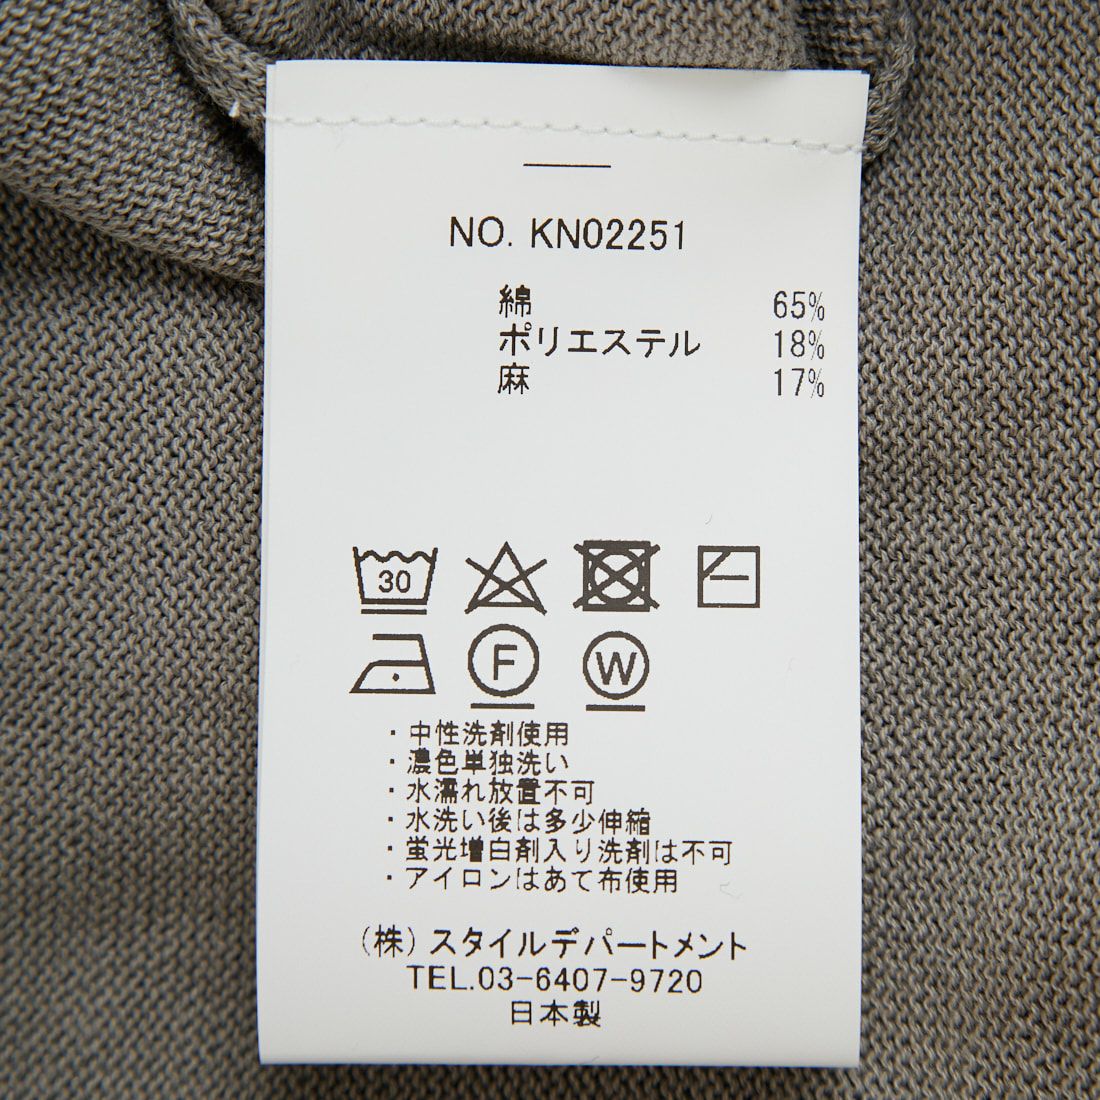 NO. KN02251
綿 65%
ポリエステル 18%
麻 17%
30
F W
・中性洗剤使用
・濃色単独洗い
・水濡れ放置不可
・水洗い後は多少伸縮
・蛍光増白剤入り洗剤は不可
・アイロンはあて布使用
(株)スタイルデパートメント
TEL.03-6407-9720
日本製